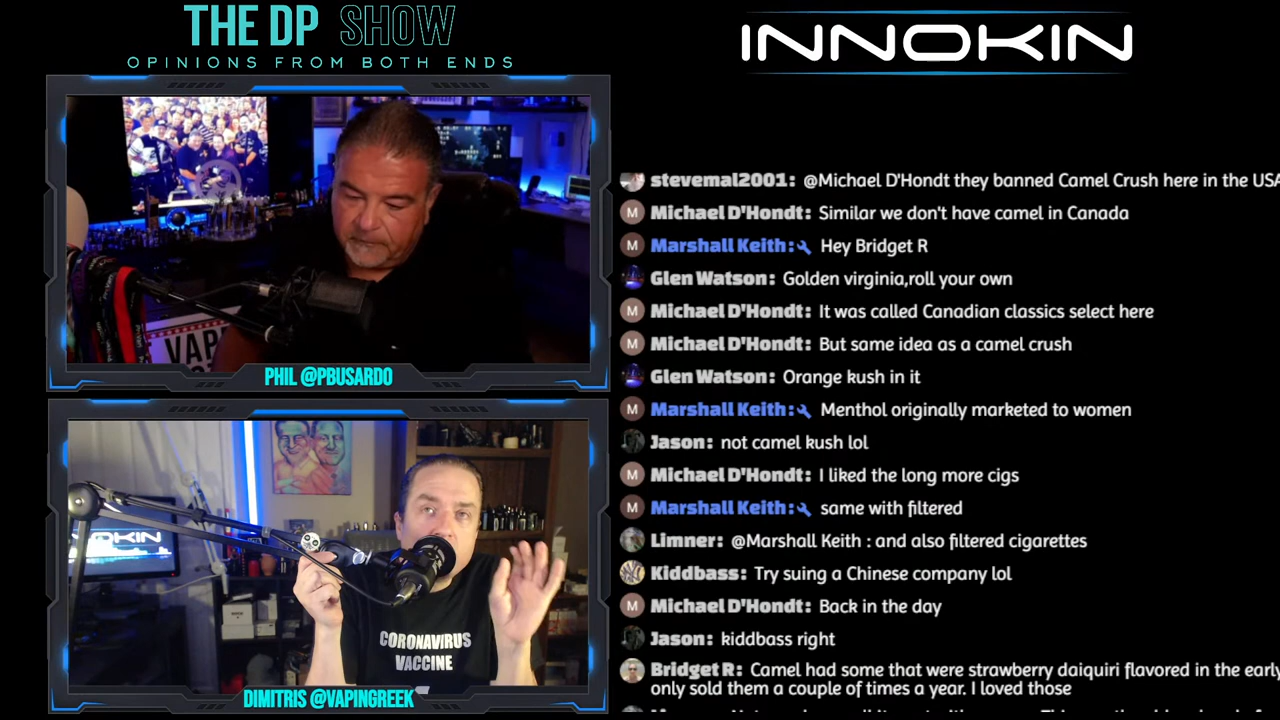 THE DP SHOW
OPINIONS FROM BOTH ENDS
INNOKIN
VAP
PHIL @PBUSARDO
OKIN
CORONAVIRUS
VACCINE
DIMITRIS @VAPINGREEK
stevemal2001: @Michael D'Hondt they banned Camel Crush here in the USA
M Michael D'Hondt: Similar we don't have camel in Canada
M Marshall Keith: Hey Bridget R
Glen Watson: Golden virginia,roll your own
M Michael D'Hondt: It was called Canadian classics select here
M Michael D'Hondt: But same idea as a camel crush
Glen Watson: Orange kush in it
M Marshall Keith: Menthol originally marketed to women
Jason: not camel kush lol
M Michael D'Hondt: I liked the long more cigs
M Marshall Keith: same with filtered
Limner: @Marshall Keith : and also filtered cigarettes
Kiddbass: Try suing a Chinese company lol
M Michael D'Hondt: Back in the day
Jason: kiddbass right
Bridget R: Camel had some that were strawberry daiquiri flavored in the early
only sold them a couple of times a year. I loved those